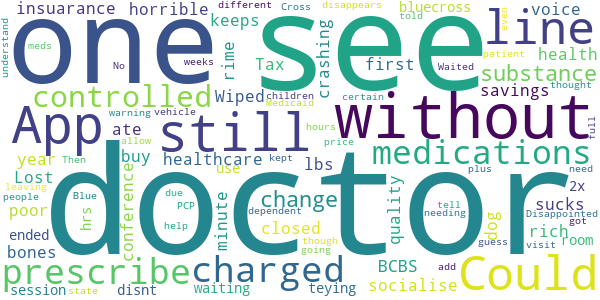 insuarance horrible keeps different Cross disappears bluecross voice
understand one see line
meds No weeks rime Tax crashing told first even patient health
controlled Wiped children Medicaid certain savings thought substance
App warning vehicle still hours price without full
ate kept allow medications
year Then buy healthcare lbs use
Lost Blue doctor change quality plus need 2x
people leaving due PCP help conference hrs minute dependent closed tell needing dog Disappointed sucks
poor got rich
ended though going guess visit room
bones BCBS add
prescribe charged socialise Could
session state disnt waiting teying
Waited